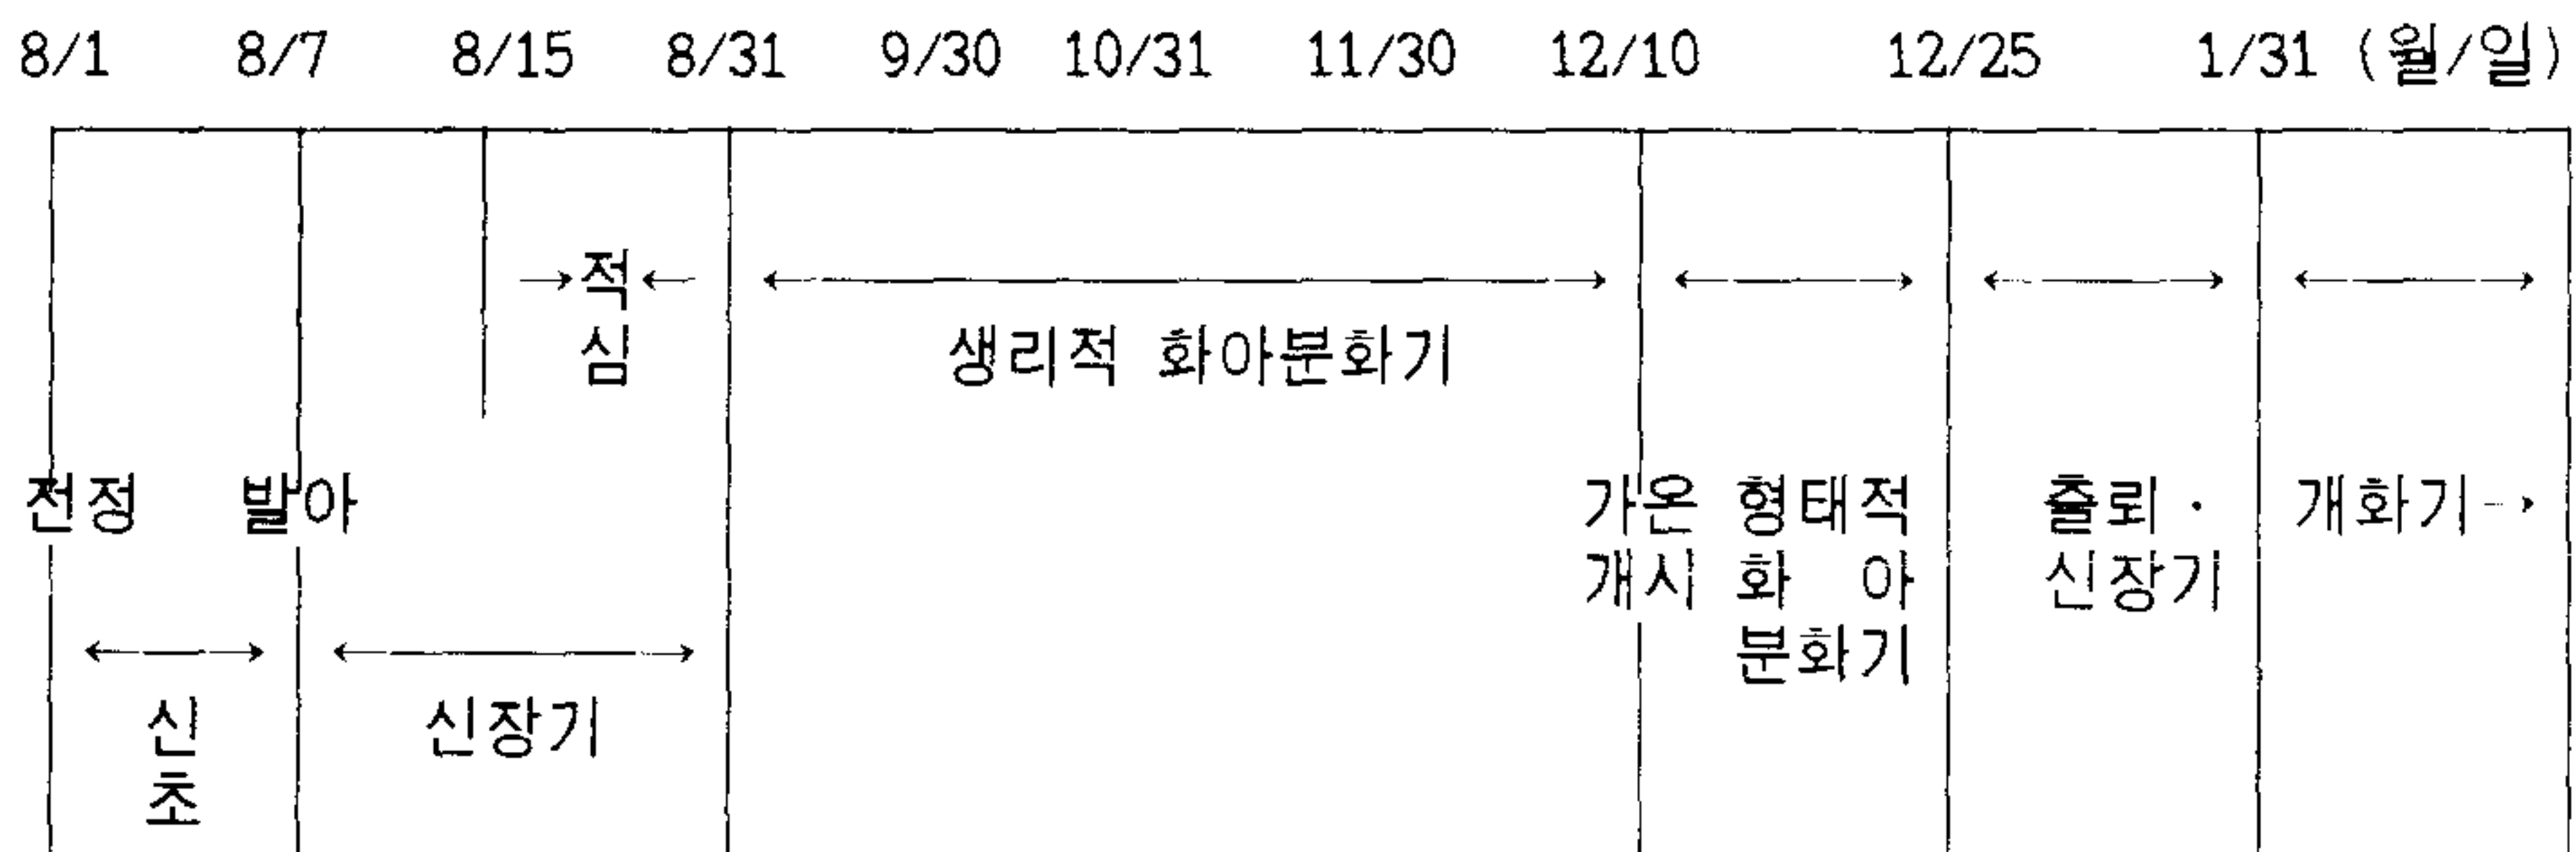 8/1 8/7 8/15 8/31 9/30 10/31 11/30 12/10 12/25 1/31 (월/일)
→적← ←→ ←→ ←→ ←→
심 생리적 화아분화기
전정 발아 가온 형태적 출뢰· 개화기→
개시 화 아 신장기
←→ ←→ 분화기
신 신장기
초